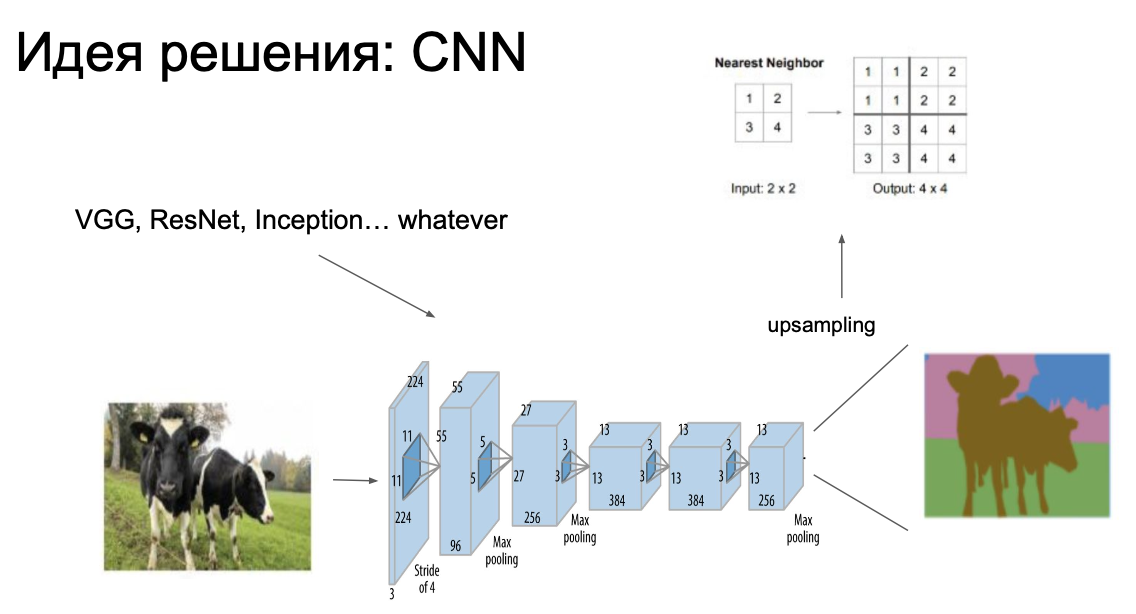 Идея решения: CNN
Nearest Neighbor
1 2
3 4
1 1 2 2
1 1 2 2
3 3 4 4
3 3 4 4
Input: 2 x 2
Output: 4 x 4
VGG, ResNet, Inception… whatever
upsampling
224
11
11
224
3
Stride
of 4
55
55
5
5
96
Max
pooling
27
27
3
3
256
Max
pooling
13
13
3
3
384
13
13
3
3
384
13
13
256
Max
pooling